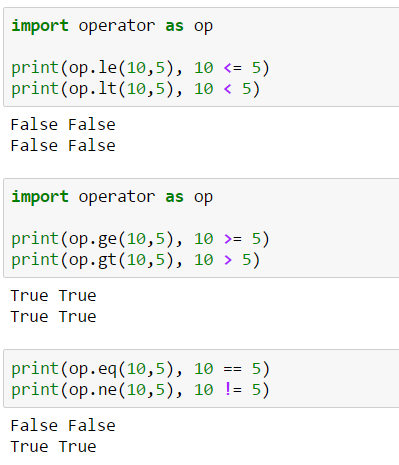 import operator as op
print(op.le(10,5), 10 <= 5)
print(op.lt(10,5), 10 < 5)
False False
False False
import operator as op
print(op.ge(10,5), 10 >= 5)
print(op.gt(10,5), 10 > 5)
True True
True True
print(op.eq(10,5), 10 == 5)
print(op.ne(10,5), 10 != 5)
False False
True True